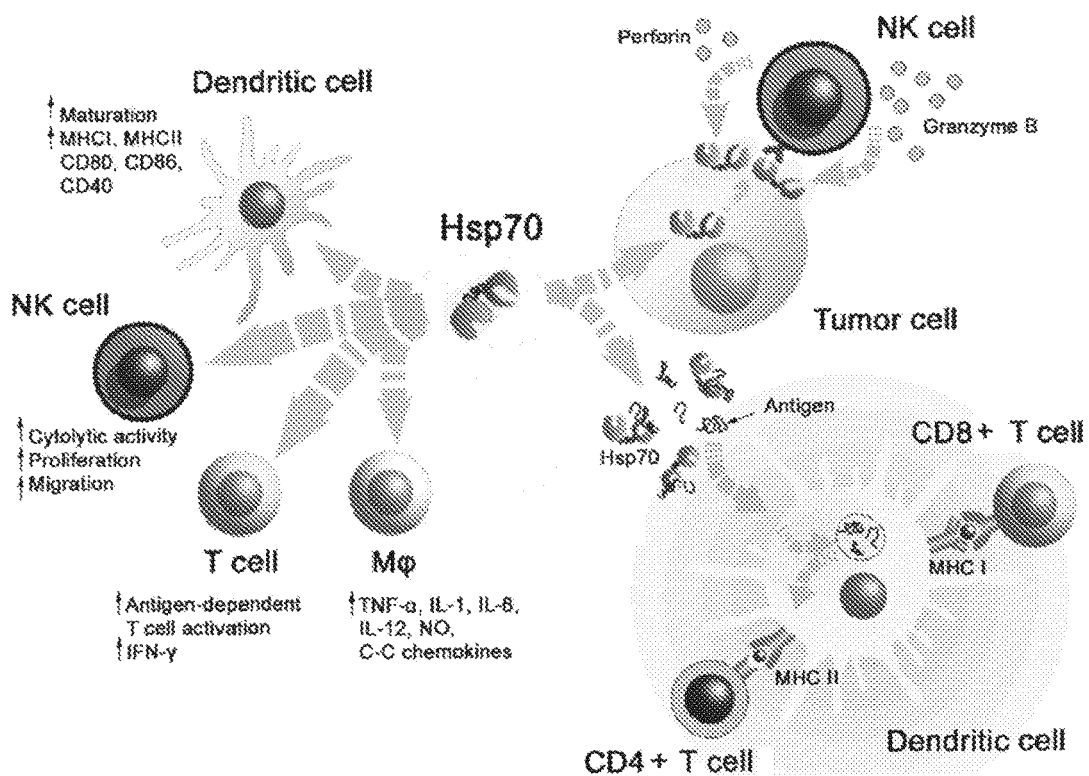 Dendritic cell
↑ Maturation
↑ MHCI, MHCII
CD80, CD86,
CD40
NK cell
↑ Cytolytic activity
↑ Proliferation
↑ Migration
T cell
↑ Antigen-dependent
T cell activation
↑ IFN-γ
Mφ
↑ TNF-α, IL-1, IL-6,
IL-12, NO,
C-C chemokines
Hsp70
Perforin
NK cell
Granzyme B
Tumor cell
Antigen
Hsp70
CD8+ T cell
MHC I
MHC II
CD4+ T cell
Dendritic cell